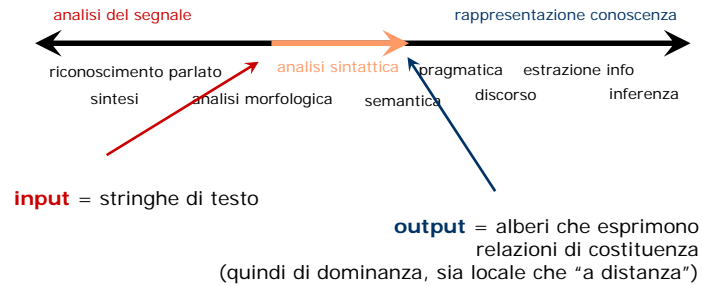 analisi del segnale
rappresentazione conoscenza
analisi sintattica
riconoscimento parlato
pragmatica
estrazione info
sintesi
analisi morfologica
semantica
discorso
inferenza
input = stringhe di testo
output = alberi che esprimono
relazioni di costituenza
(quindi di dominanza, sia locale che “a distanza”)